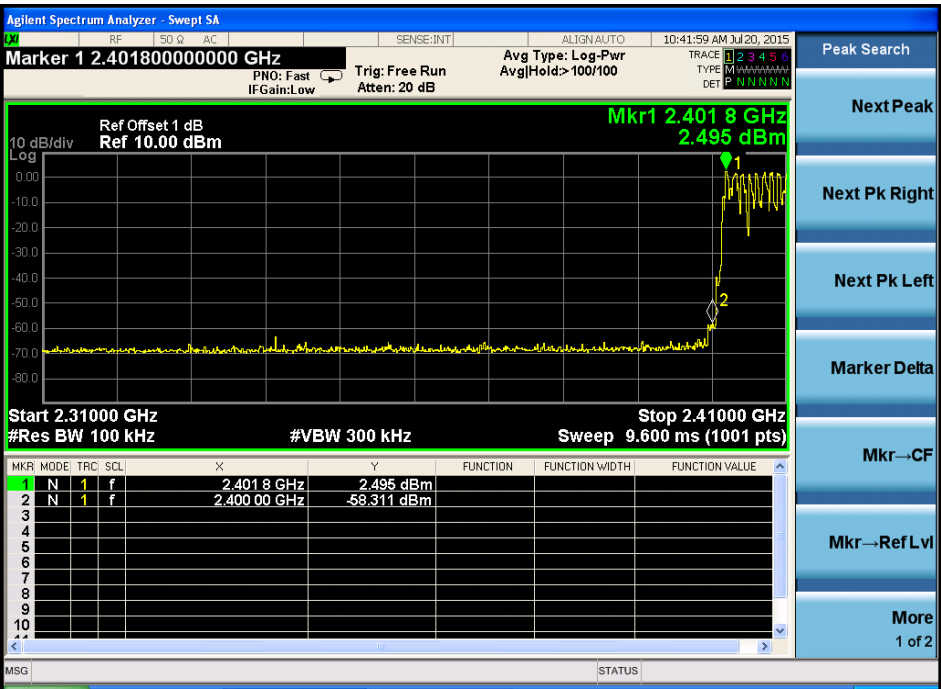 Agilent Spectrum Analyzer - Swept SA
LXI RF 50 Ω AC SENSE:INT ALIGN AUTO 10:41:59 AM Jul 20, 2015
Marker 1 2.401800000000 GHz
PNO: Fast
IFGain:Low
Trig: Free Run
Atten: 20 dB
Avg Type: Log-Pwr
Avg|Hold:>100/100
TRACE 1 2 3 4 5 6
TYPE M WWWWW
DET P N N N N N
Peak Search
Next Peak
Next Pk Right
Next Pk Left
Marker Delta
Mkr→CF
Mkr→Ref Lvl
More
1 of 2
Mkr1 2.401 8 GHz
2.495 dBm
Ref Offset 1 dB
10 dB/div Ref 10.00 dBm
Log
0.00
-10.0
-20.0
-30.0
-40.0
-50.0
-60.0
-70.0
-80.0
1
2
Start 2.31000 GHz Stop 2.41000 GHz
#Res BW 100 kHz #VBW 300 kHz Sweep 9.600 ms (1001 pts)
MKR MODE TRC SCL X Y FUNCTION FUNCTION WIDTH FUNCTION VALUE
1 N 1 f 2.401 8 GHz 2.495 dBm
2 N 1 f 2.400 00 GHz -58.311 dBm
3
4
5
6
7
8
9
10
11
MSG STATUS